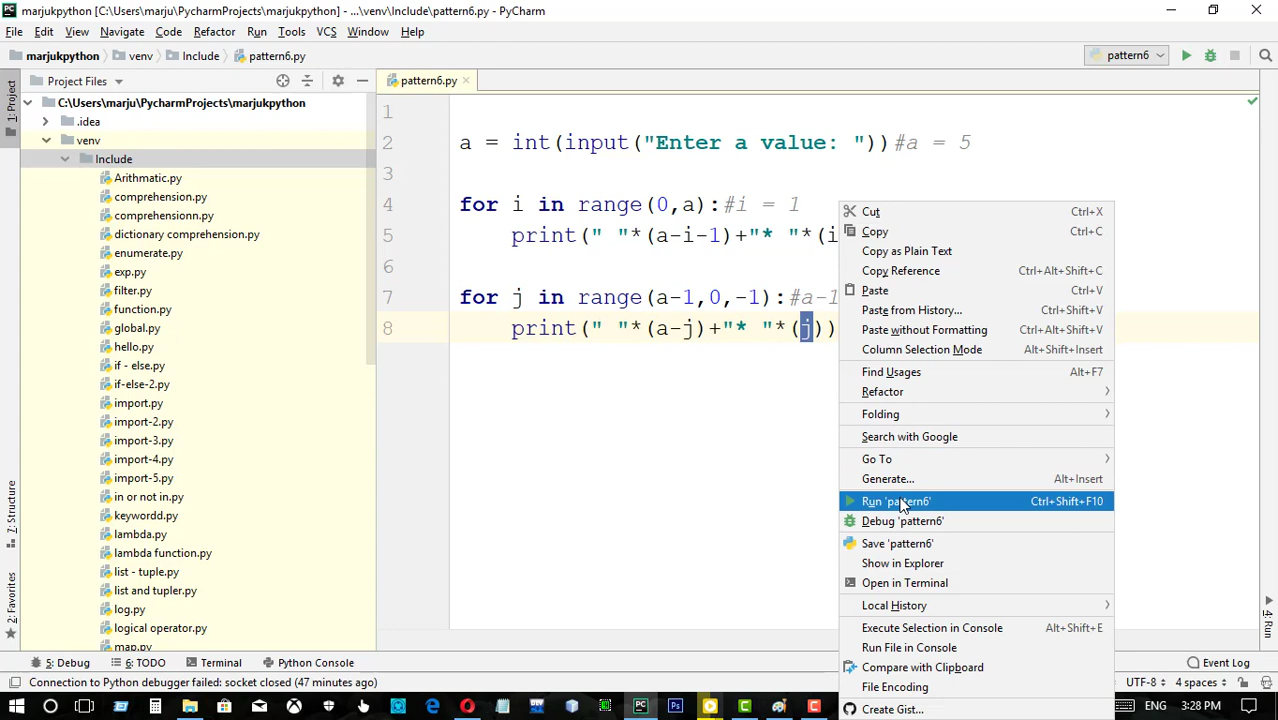 marjukpython [C:\Users\marju\PycharmProjects\marjukpython] - ...\venv\Include\pattern6.py - PyCharm
File Edit View Navigate Code Refactor Run Tools VCS Window Help
marjukpython venv Include pattern6.py pattern6
Project Files pattern6.py
1: Project
C:\Users\marju\PycharmProjects\marjukpython
.idea
venv
Include
Arithmatic.py
comprehension.py
comprehensionn.py
dictionary comprehension.py
enumerate.py
exp.py
filter.py
function.py
global.py
hello.py
if - else.py
if-else-2.py
import.py
import-2.py
import-3.py
import-4.py
import-5.py
in or not in.py
keywordd.py
lambda.py
lambda function.py
list - tuple.py
list and tupler.py
log.py
logical operator.py
map.py
7: Structure
2: Favorites
1
2 a = int(input("Enter a value: "))#a = 5
3
4 for i in range(0,a):#i = 1
5 print(" "*(a-i-1)+"* "*(i
6
7 for j in range(a-1,0,-1):#a-1
8 print(" "*(a-j)+"* "*(j))
Cut Ctrl+X
Copy Ctrl+C
Copy as Plain Text
Copy Reference Ctrl+Alt+Shift+C
Paste Ctrl+V
Paste from History... Ctrl+Shift+V
Paste without Formatting Ctrl+Alt+Shift+V
Column Selection Mode Alt+Shift+Insert
Find Usages Alt+F7
Refactor
Folding
Search with Google
Go To
Generate... Alt+Insert
Run 'pattern6' Ctrl+Shift+F10
Debug 'pattern6'
Save 'pattern6'
Show in Explorer
Open in Terminal
Local History
Execute Selection in Console Alt+Shift+E
Run File in Console
Compare with Clipboard
File Encoding
Create Gist...
4: Run
5: Debug 6: TODO Terminal Python Console Event Log
Connection to Python debugger failed: socket closed (47 minutes ago) UTF-8 4 spaces
ENG 3:28 PM